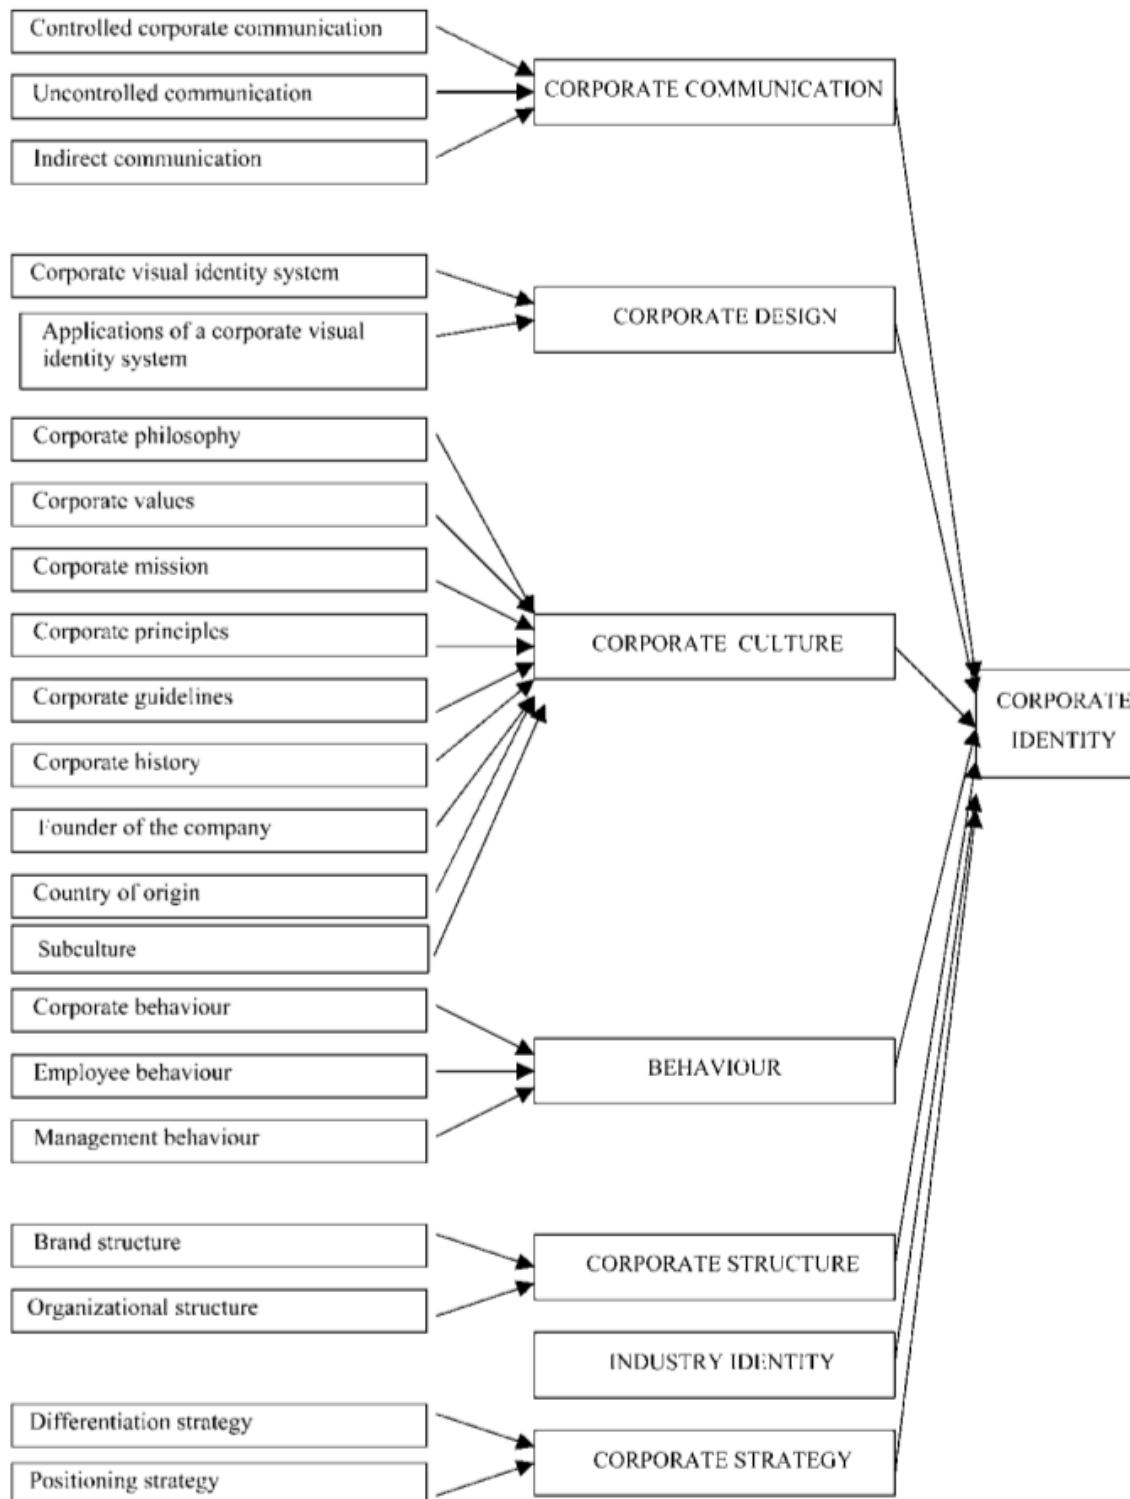 Controlled corporate communication
Uncontrolled communication
Indirect communication
CORPORATE COMMUNICATION
Corporate visual identity system
Applications of a corporate visual
identity system
CORPORATE DESIGN
Corporate philosophy
Corporate values
Corporate mission
Corporate principles
Corporate guidelines
Corporate history
Founder of the company
Country of origin
Subculture
CORPORATE CULTURE
Corporate behaviour
Employee behaviour
Management behaviour
BEHAVIOUR
Brand structure
Organizational structure
CORPORATE STRUCTURE
INDUSTRY IDENTITY
Differentiation strategy
Positioning strategy
CORPORATE STRATEGY
CORPORATE
IDENTITY